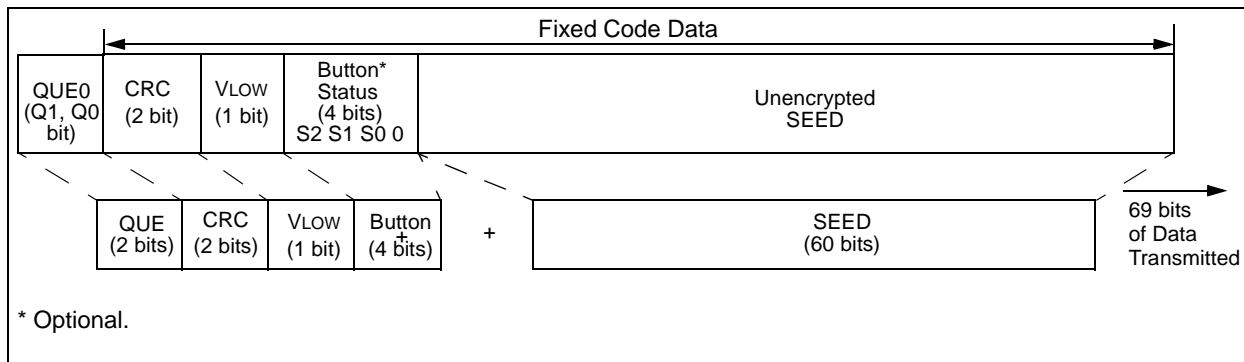 Fixed Code Data
QUE0
(Q1, Q0
bit)
CRC
(2 bit)
VLOW
(1 bit)
Button*
Status
(4 bits)
S2 S1 S0 0
Unencrypted
SEED
QUE
(2 bits)
CRC
(2 bits)
VLOW
(1 bit)
Button
+
(4 bits)
+
SEED
(60 bits)
69 bits
of Data
Transmitted
* Optional.